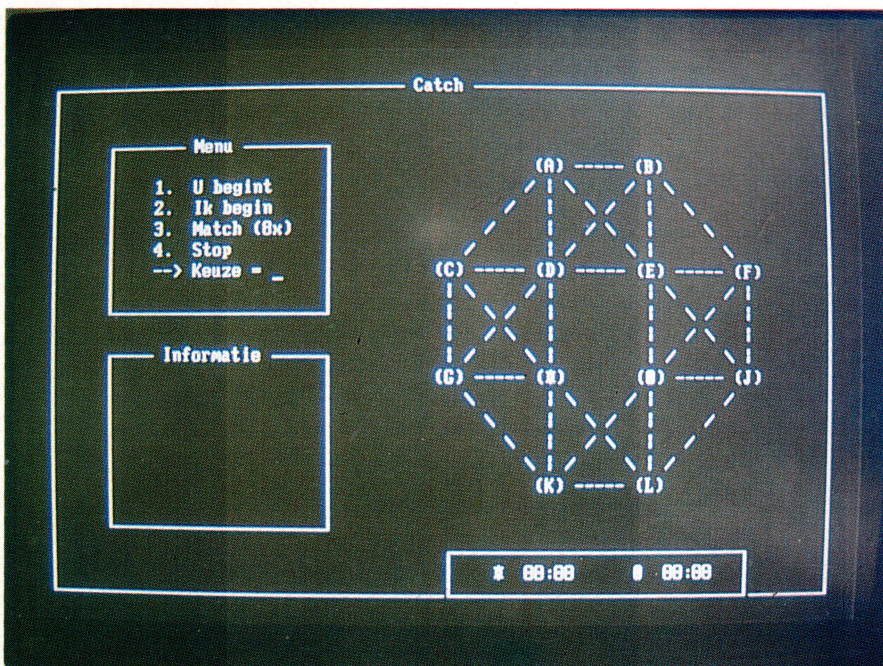 Catch
Menu
1. U begint
2. Ik begin
3. Match (8x)
4. Stop
--> Keuze = _
Informatie
(A) ----- (B)
(C) ----- (D) ----- (E) ----- (F)
(G) ----- (*) (@) ----- (J)
(K) ----- (L)
* 00:00 @ 00:00